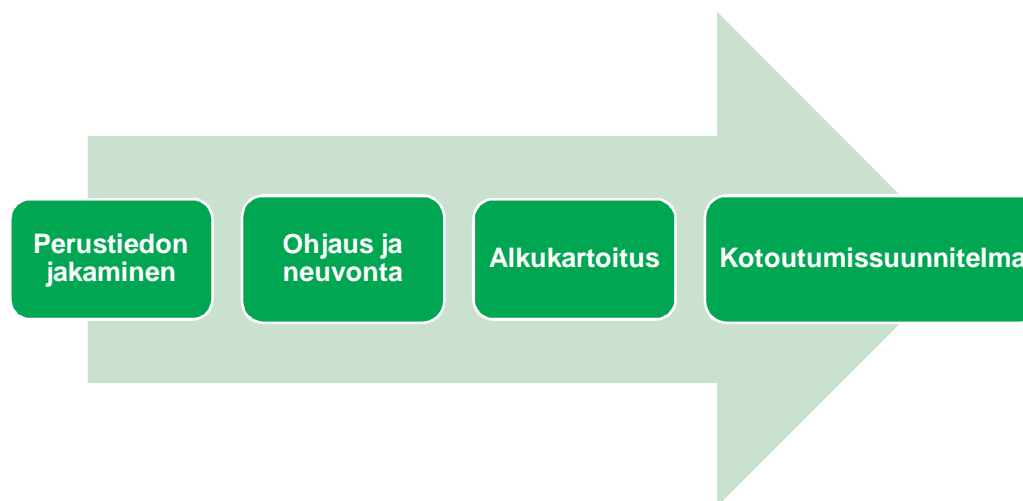 Perustiedon
jakaminen
Ohjaus ja
neuvonta
Alkukartoitus
Kotoutumissuunnitelma